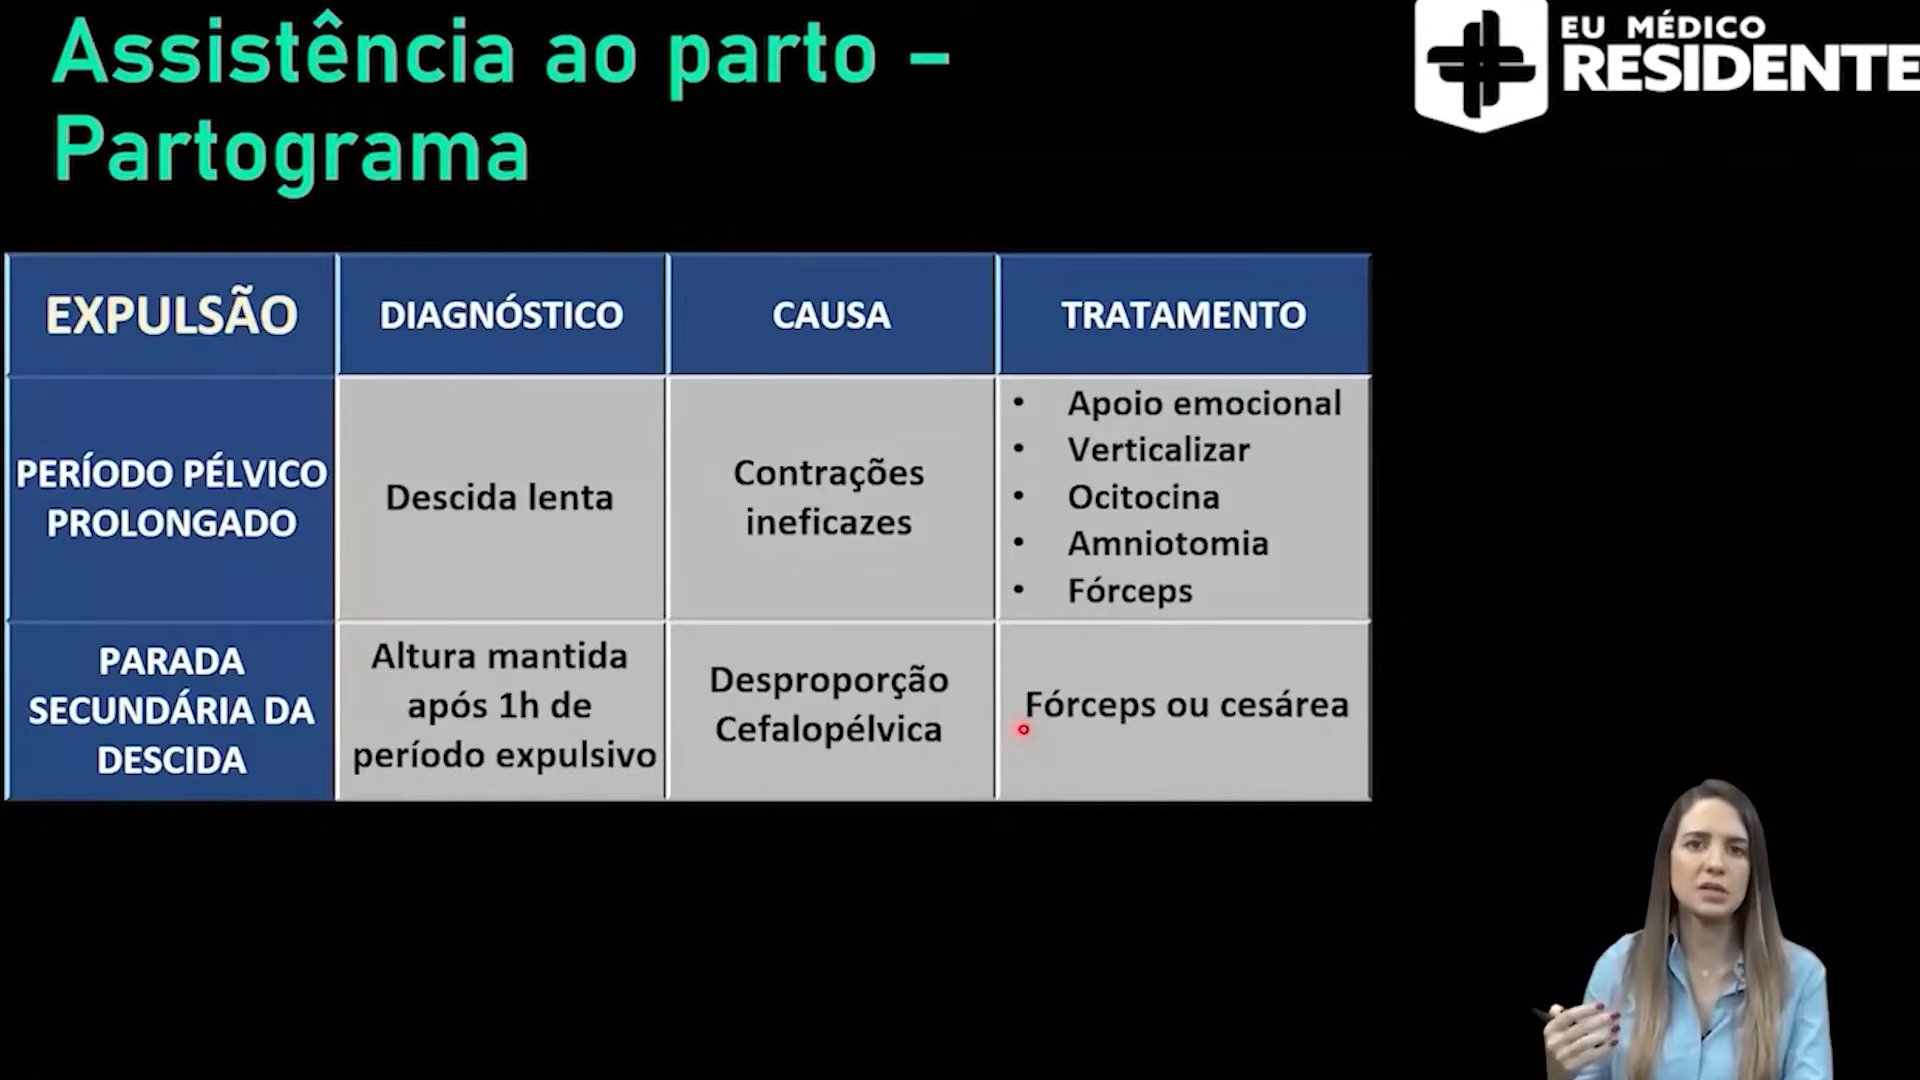 Assistência ao parto –
Partograma
EU MÉDICO
RESIDENTE
EXPULSÃO
DIAGNÓSTICO
CAUSA
TRATAMENTO
PERÍODO PÉLVICO
PROLONGADO
Descida lenta
Contrações
ineficazes
• Apoio emocional
• Verticalizar
• Ocitocina
• Amniotomia
• Fórceps
PARADA
SECUNDÁRIA DA
DESCIDA
Altura mantida
após 1h de
período expulsivo
Desproporção
Cefalopélvica
Fórceps ou cesárea